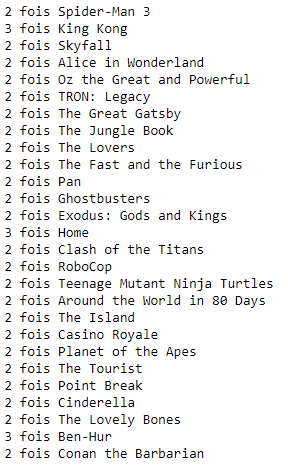 2 fois Spider-Man 3
3 fois King Kong
2 fois Skyfall
2 fois Alice in Wonderland
2 fois Oz the Great and Powerful
2 fois TRON: Legacy
2 fois The Great Gatsby
2 fois The Jungle Book
2 fois The Lovers
2 fois The Fast and the Furious
2 fois Pan
2 fois Ghostbusters
2 fois Exodus: Gods and Kings
3 fois Home
2 fois Clash of the Titans
2 fois RoboCop
2 fois Teenage Mutant Ninja Turtles
2 fois Around the World in 80 Days
2 fois The Island
2 fois Casino Royale
2 fois Planet of the Apes
2 fois The Tourist
2 fois Point Break
2 fois Cinderella
2 fois The Lovely Bones
3 fois Ben-Hur
2 fois Conan the Barbarian